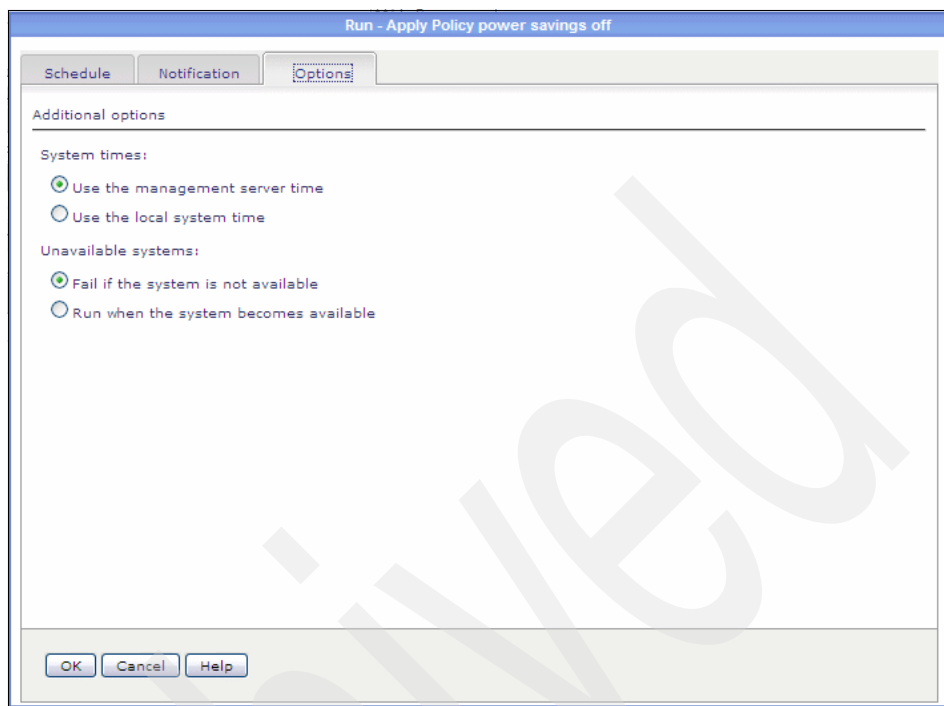 Run - Apply Policy power savings off
Schedule Notification Options
Additional options
System times:
Use the management server time
Use the local system time
Unavailable systems:
Fail if the system is not available
Run when the system becomes available
OK Cancel Help
hived